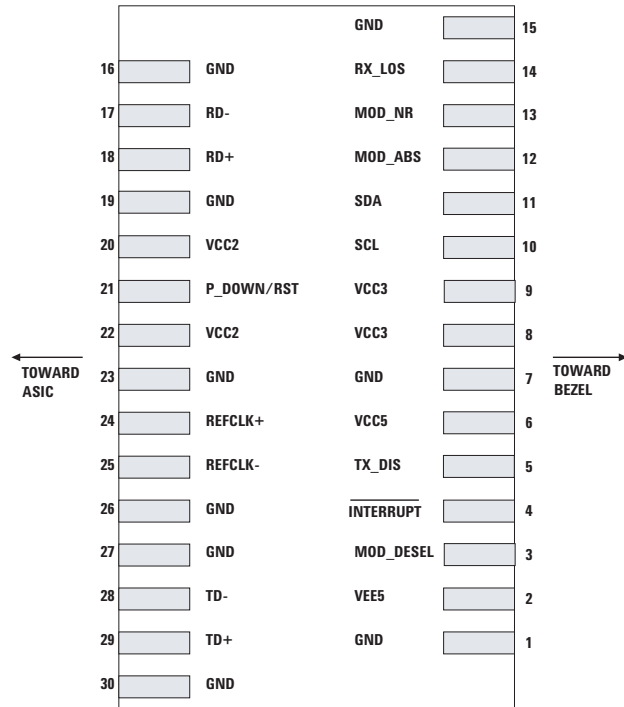 GND 15
16 GND RX_LOS 14
17 RD- MOD_NR 13
18 RD+ MOD_ABS 12
19 GND SDA 11
20 VCC2 SCL 10
21 P_DOWN/RST VCC3 9
22 VCC2 VCC3 8
TOWARD ASIC
TOWARD BEZEL
23 GND GND 7
24 REFCLK+ VCC5 6
25 REFCLK- TX_DIS 5
26 GND INTERRUPT 4
27 GND MOD_DESEL 3
28 TD- VEE5 2
29 TD+ GND 1
30 GND